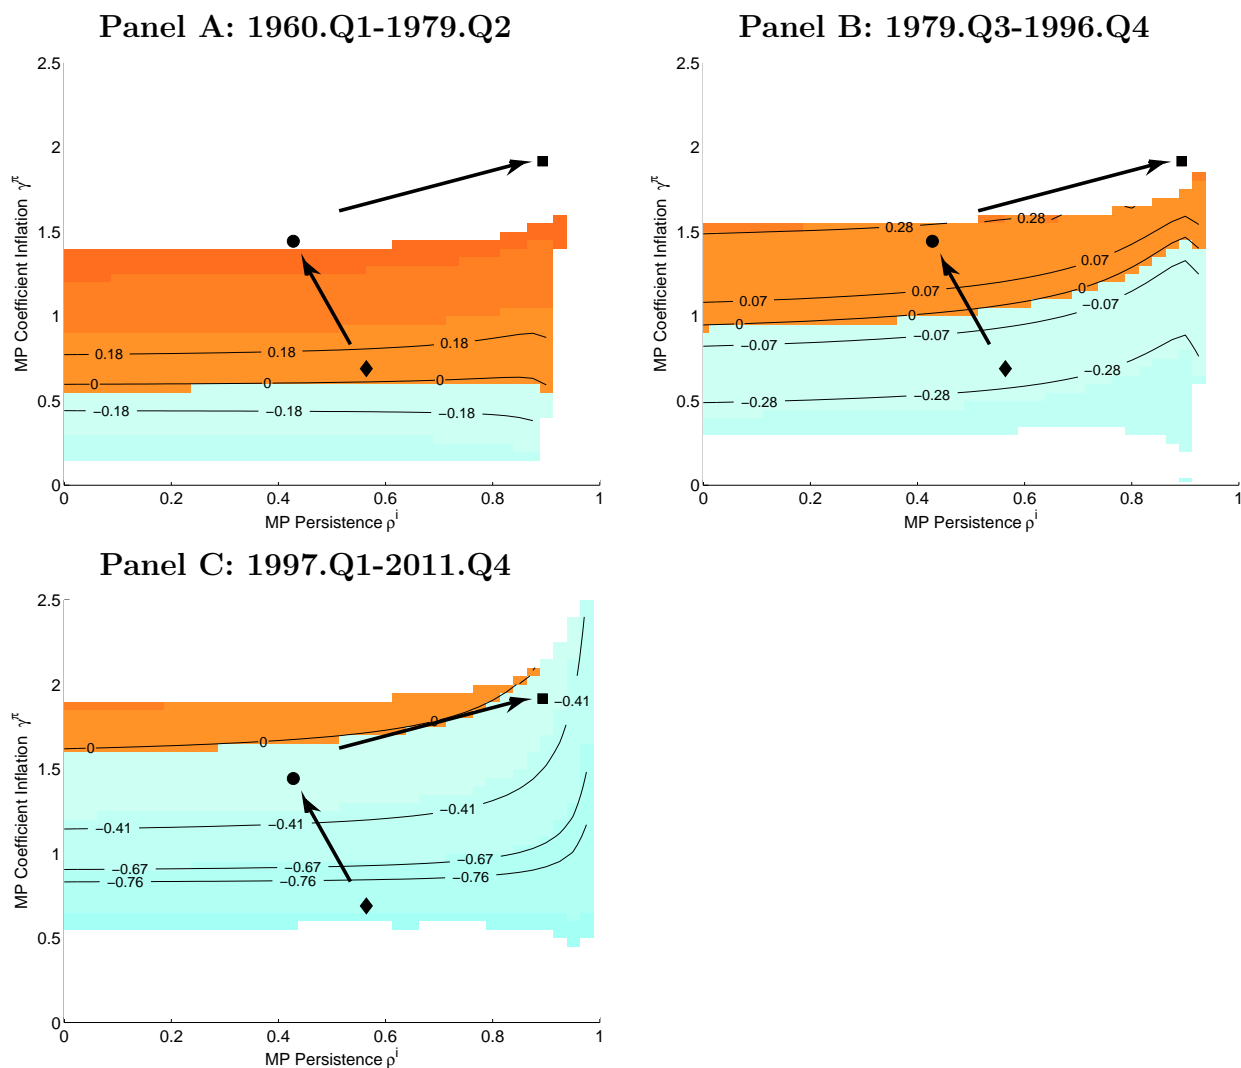 Panel A: 1960.Q1-1979.Q2
2.5
2
1.5
1
0.5
0
MP Coefficient Inflation γ^π
0.18 0.18 0.18
0 0 0
−0.18 −0.18 −0.18
0 0.2 0.4 0.6 0.8 1
MP Persistence ρ^i
Panel B: 1979.Q3-1996.Q4
2.5
2
1.5
1
0.5
0
MP Coefficient Inflation γ^π
0.28 0.28
0.07 0.07 0.07
0 0 0
−0.07 −0.07 −0.07
−0.28 −0.28 −0.28
0 0.2 0.4 0.6 0.8 1
MP Persistence ρ^i
Panel C: 1997.Q1-2011.Q4
2.5
2
1.5
1
0.5
0
MP Coefficient Inflation γ^π
0 0 0
−0.41 −0.41 −0.41 −0.41
−0.67 −0.67 −0.67
−0.76 −0.76 −0.76
0 0.2 0.4 0.6 0.8 1
MP Persistence ρ^i